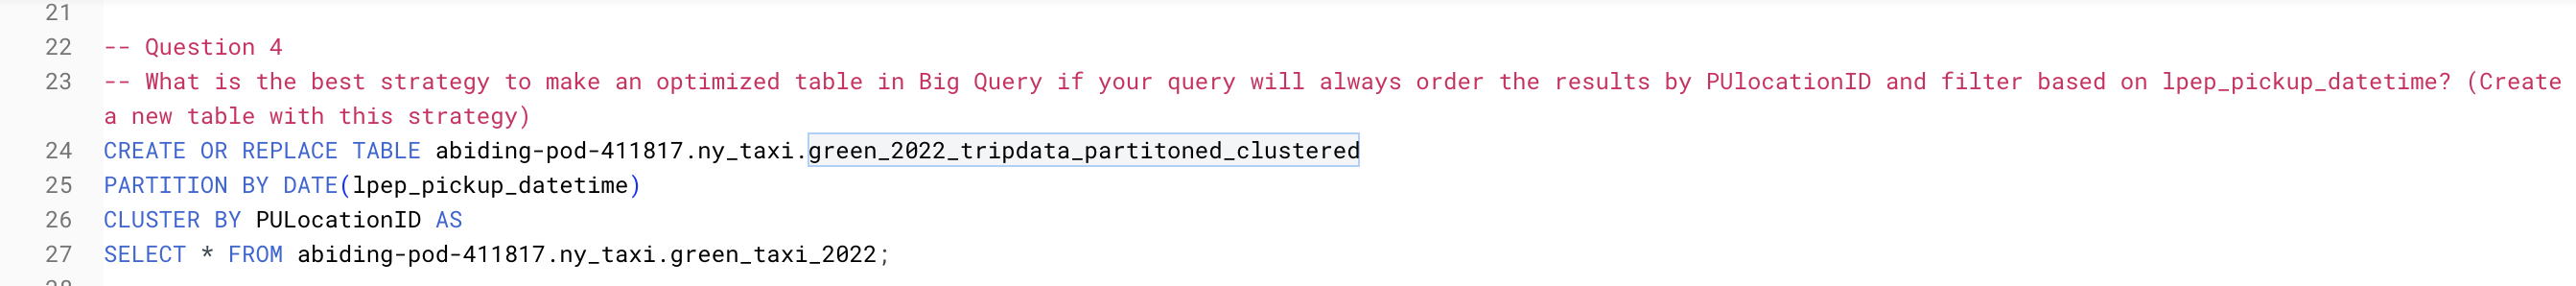 21
22 -- Question 4
23 -- What is the best strategy to make an optimized table in Big Query if your query will always order the results by PUlocationID and filter based on lpep_pickup_datetime? (Create
a new table with this strategy)
24 CREATE OR REPLACE TABLE abiding-pod-411817.ny_taxi.green_2022_tripdata_partitoned_clustered
25 PARTITION BY DATE(lpep_pickup_datetime)
26 CLUSTER BY PULocationID AS
27 SELECT * FROM abiding-pod-411817.ny_taxi.green_taxi_2022;